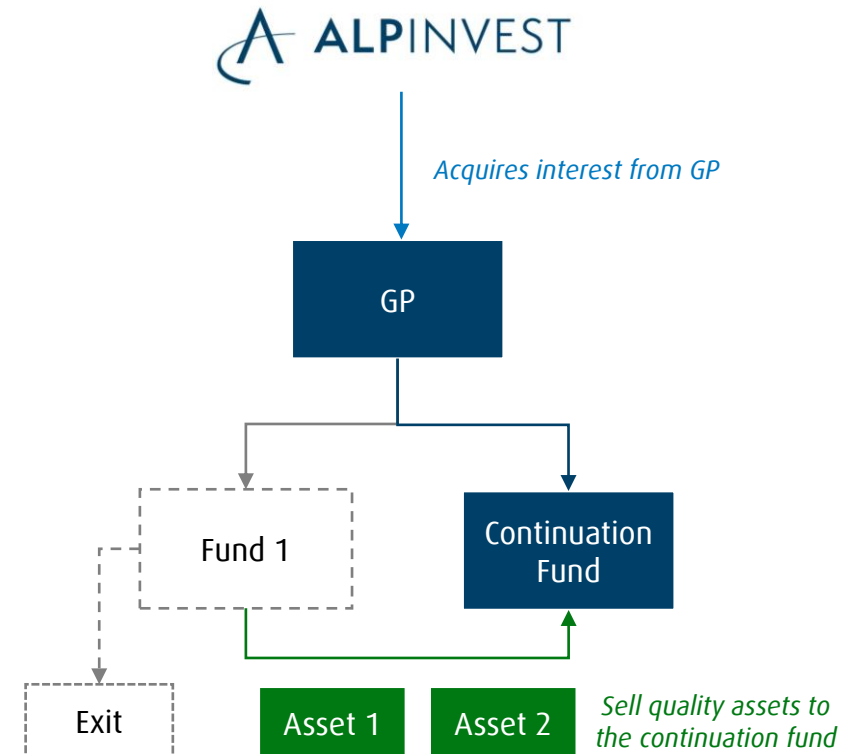 ALPINVEST
Acquires interest from GP
GP
Fund 1
Continuation
Fund
Exit
Asset 1
Asset 2
Sell quality assets to
the continuation fund